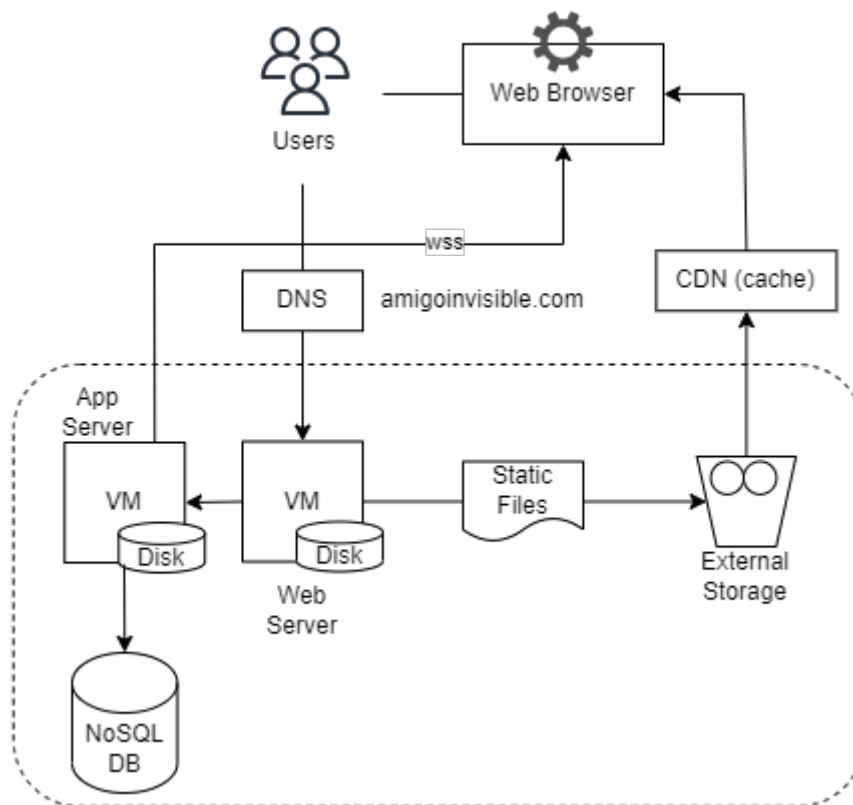 Web Browser
Users
wss
DNS
amigoinvisible.com
CDN (cache)
App
Server
VM
Disk
VM
Disk
Web
Server
Static
Files
External
Storage
NoSQL
DB